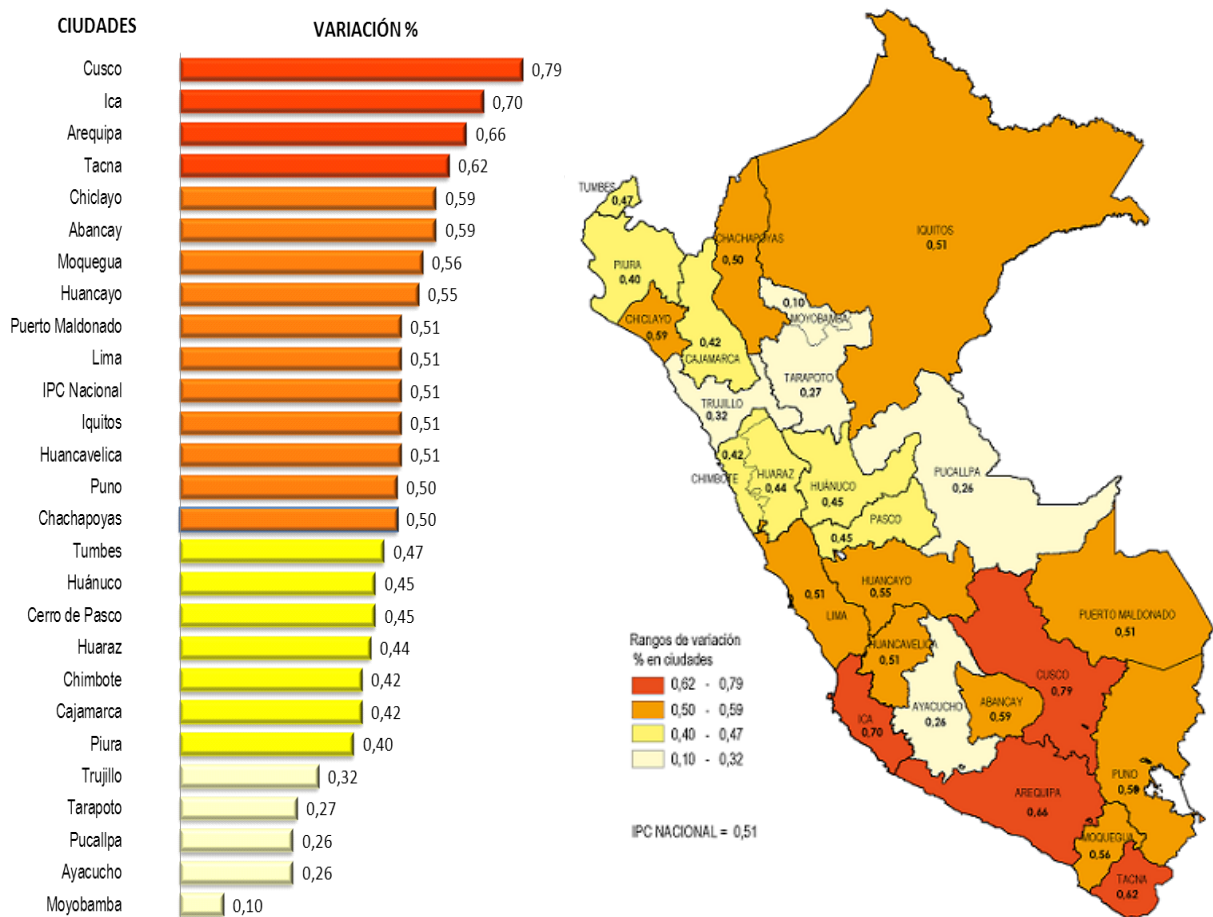 CIUDADES VARIACIÓN %
Cusco 0,79
Ica 0,70
Arequipa 0,66
Tacna 0,62
Chiclayo 0,59
Abancay 0,59
Moquegua 0,56
Huancayo 0,55
Puerto Maldonado 0,51
Lima 0,51
IPC Nacional 0,51
Iquitos 0,51
Huancavelica 0,51
Puno 0,50
Chachapoyas 0,50
Tumbes 0,47
Huánuco 0,45
Cerro de Pasco 0,45
Huaraz 0,44
Chimbote 0,42
Cajamarca 0,42
Piura 0,40
Trujillo 0,32
Tarapoto 0,27
Pucallpa 0,26
Ayacucho 0,26
Moyobamba 0,10
TUMBES
0,47
CHACHAPOYAS
0,50
IQUITOS
0,51
PIURA
0,40
0,10
MOYOBAMBA
CHICLAYO
0,59
0,42
CAJAMARCA
TARAPOTO
0,27
TRUJILLO
0,32
0,42
CHIMBOTE
HUARAZ
0,44
HUÁNUCO
0,45
PUCALLPA
0,26
PASCO
0,45
HUANCAYO
0,55
0,51
LIMA
PUERTO MALDONADO
0,51
HUANCAVELICA
0,51
CUSCO
0,79
ABANCAY
0,59
AYACUCHO
0,26
ICA
0,70
PUNO
0,50
AREQUIPA
0,66
MOQUEGUA
0,56
TACNA
0,62
Rangos de variación
% en ciudades
0,62 - 0,79
0,50 - 0,59
0,40 - 0,47
0,10 - 0,32
IPC NACIONAL = 0,51